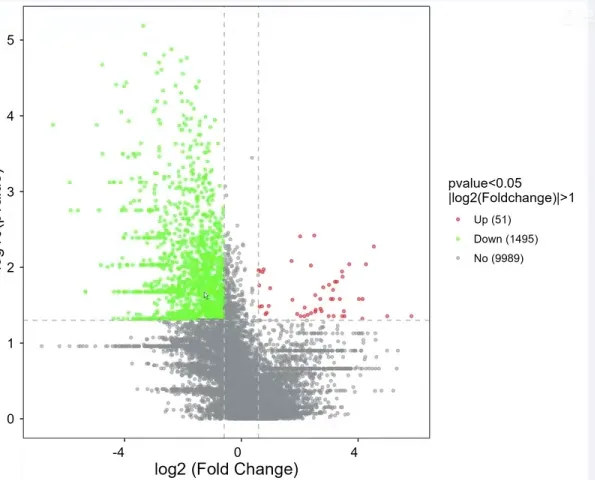 5
4
3
2
1
0
-4
0
4
log2 (Fold Change)
pvalue<0.05
|log2(Foldchange)|>1
Up (51)
Down (1495)
No (9989)